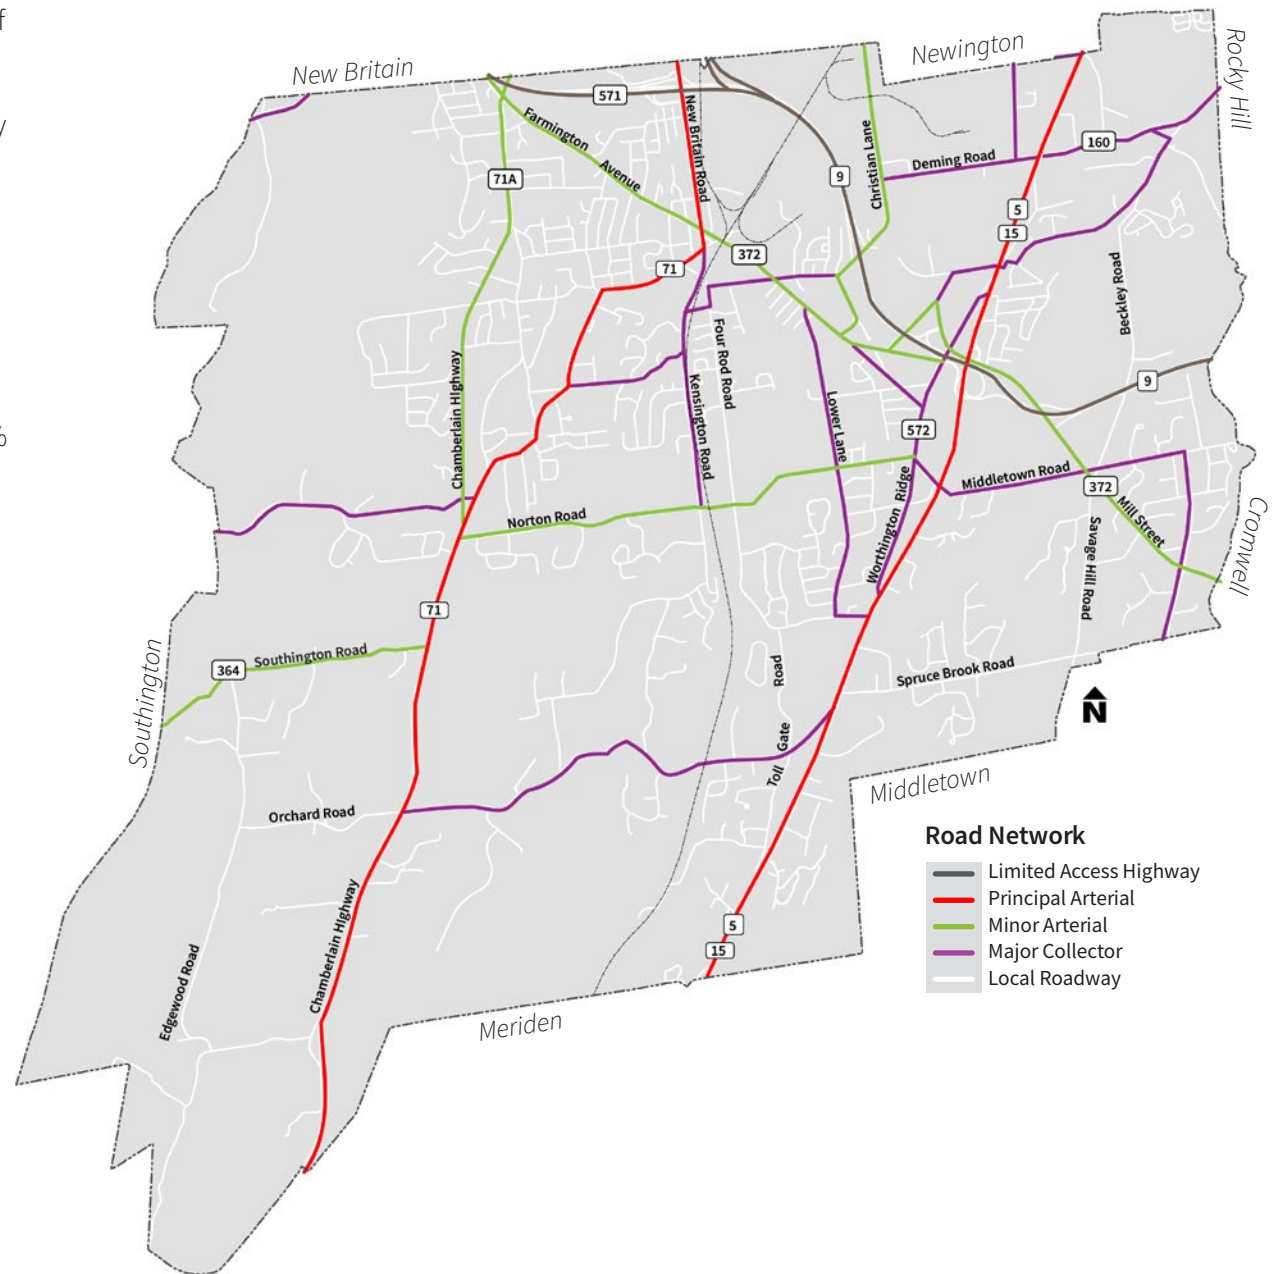 f
y
%
New Britain
Newington
Rocky Hill
571
Farmington Avenue
New Britain Road
71A
9
Christian Lane
Deming Road
160
5
15
372
71
Beckley Road
Four Rod Road
Kensington Road
Chamberlain HIghway
Lower Lane
9
572
Middletown Road
372
Mill Street
Norton Road
Worthington Ridge
Savage Hill Road
Cromwell
71
Southington Road
364
Southington
Spruce Brook Road
N
Toll Gate Road
Middletown
Orchard Road
Chamberlain HIghway
Edgewood Road
5
15
Meriden
Road Network
Limited Access Highway
Principal Arterial
Minor Arterial
Major Collector
Local Roadway